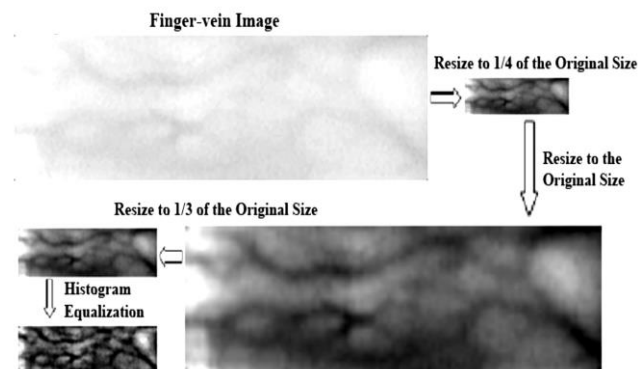 Finger-vein Image
Resize to 1/4 of the Original Size
Resize to the
Original Size
Resize to 1/3 of the Original Size
Histogram
Equalization